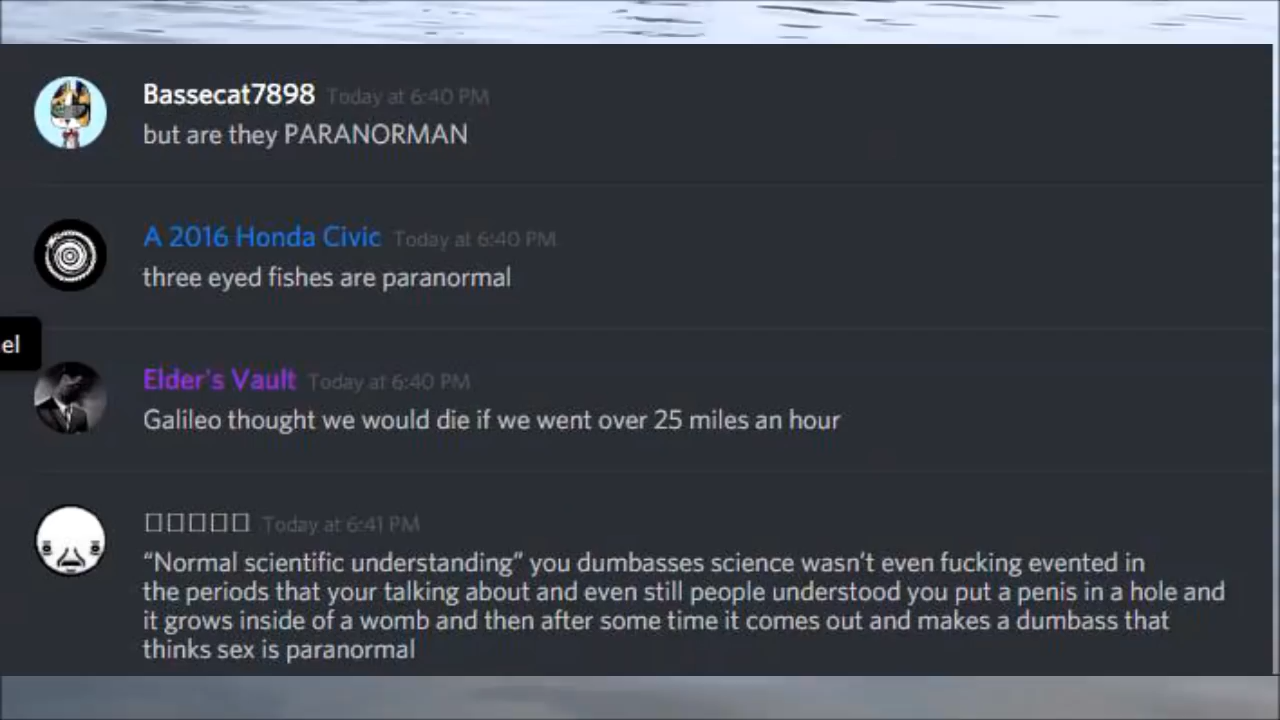 Bassecat7898 Today at 6:40 PM
but are they PARANORMAN
A 2016 Honda Civic Today at 6:40 PM
three eyed fishes are paranormal
el
Elder's Vault Today at 6:40 PM
Galileo thought we would die if we went over 25 miles an hour
□□□□□ Today at 6:41 PM
“Normal scientific understanding” you dumbasses science wasn't even fucking evented in
the periods that your talking about and even still people understood you put a penis in a hole and
it grows inside of a womb and then after some time it comes out and makes a dumbass that
thinks sex is paranormal